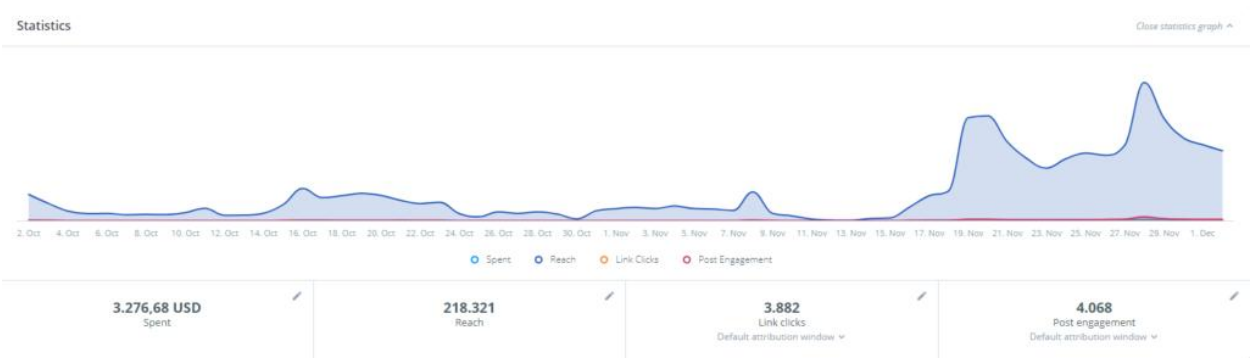 Statistics
Close statistics graph
2. Oct 4. Oct 6. Oct 8. Oct 10. Oct 12. Oct 14. Oct 16. Oct 18. Oct 20. Oct 22. Oct 24. Oct 26. Oct 28. Oct 30. Oct 1. Nov 3. Nov 5. Nov 7. Nov 9. Nov 11. Nov 13. Nov 15. Nov 17. Nov 19. Nov 21. Nov 23. Nov 25. Nov 27. Nov 29. Nov 1. Dec
Spent Reach Link Clicks Post Engagement
3.276,68 USD
Spent
218.321
Reach
3.882
Link clicks
Default attribution window
4.068
Post engagement
Default attribution window